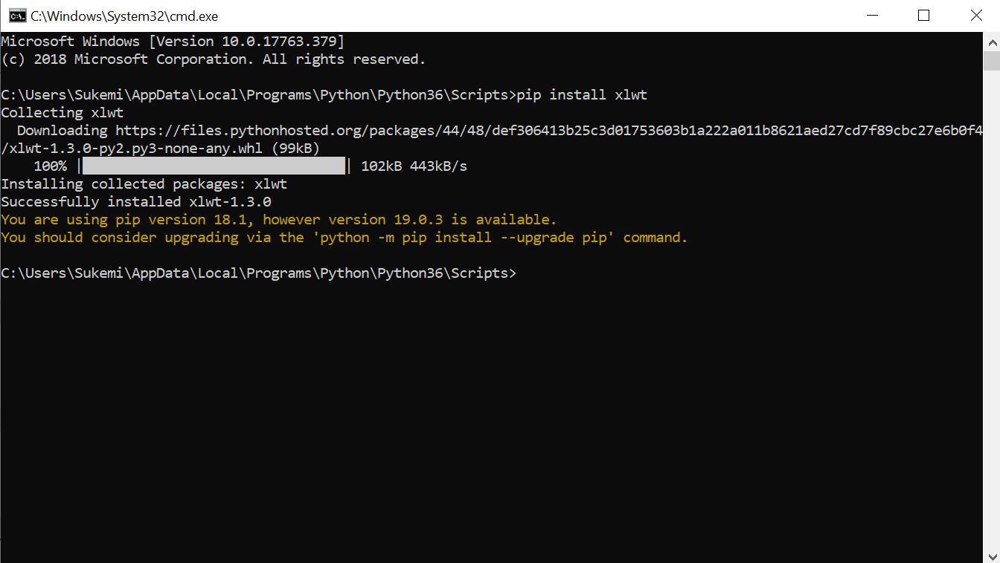 C:\Windows\System32\cmd.exe
Microsoft Windows [Version 10.0.17763.379]
(c) 2018 Microsoft Corporation. All rights reserved.
C:\Users\Sukemi\AppData\Local\Programs\Python\Python36\Scripts>pip install xlwt
Collecting xlwt
  Downloading https://files.pythonhosted.org/packages/44/48/def306413b25c3d01753603b1a222a011b8621aed27cd7f89cbc27e6b0f4
/xlwt-1.3.0-py2.py3-none-any.whl (99kB)
    100% |████████████████████████████████| 102kB 443kB/s
Installing collected packages: xlwt
Successfully installed xlwt-1.3.0
You are using pip version 18.1, however version 19.0.3 is available.
You should consider upgrading via the 'python -m pip install --upgrade pip' command.
C:\Users\Sukemi\AppData\Local\Programs\Python\Python36\Scripts>